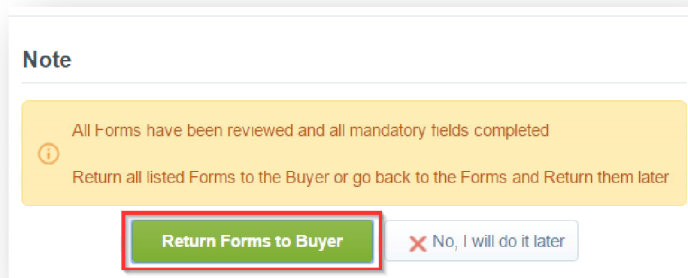 Note
All Forms have been reviewed and all mandatory fields completed
Return all listed Forms to the Buyer or go back to the Forms and Return them later
Return Forms to Buyer
No, I will do it later